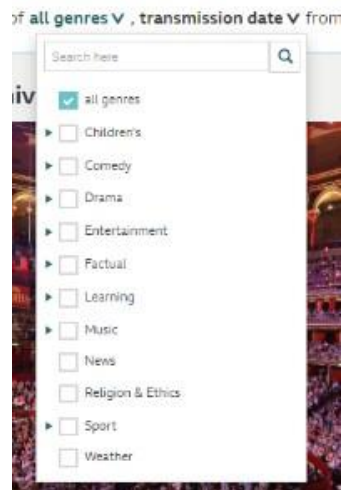 of all genres , transmission date from
Search here
iv
all genres
Children's
Comedy
Drama
Entertainment
Factual
Learning
Music
News
Religion & Ethics
Sport
Weather